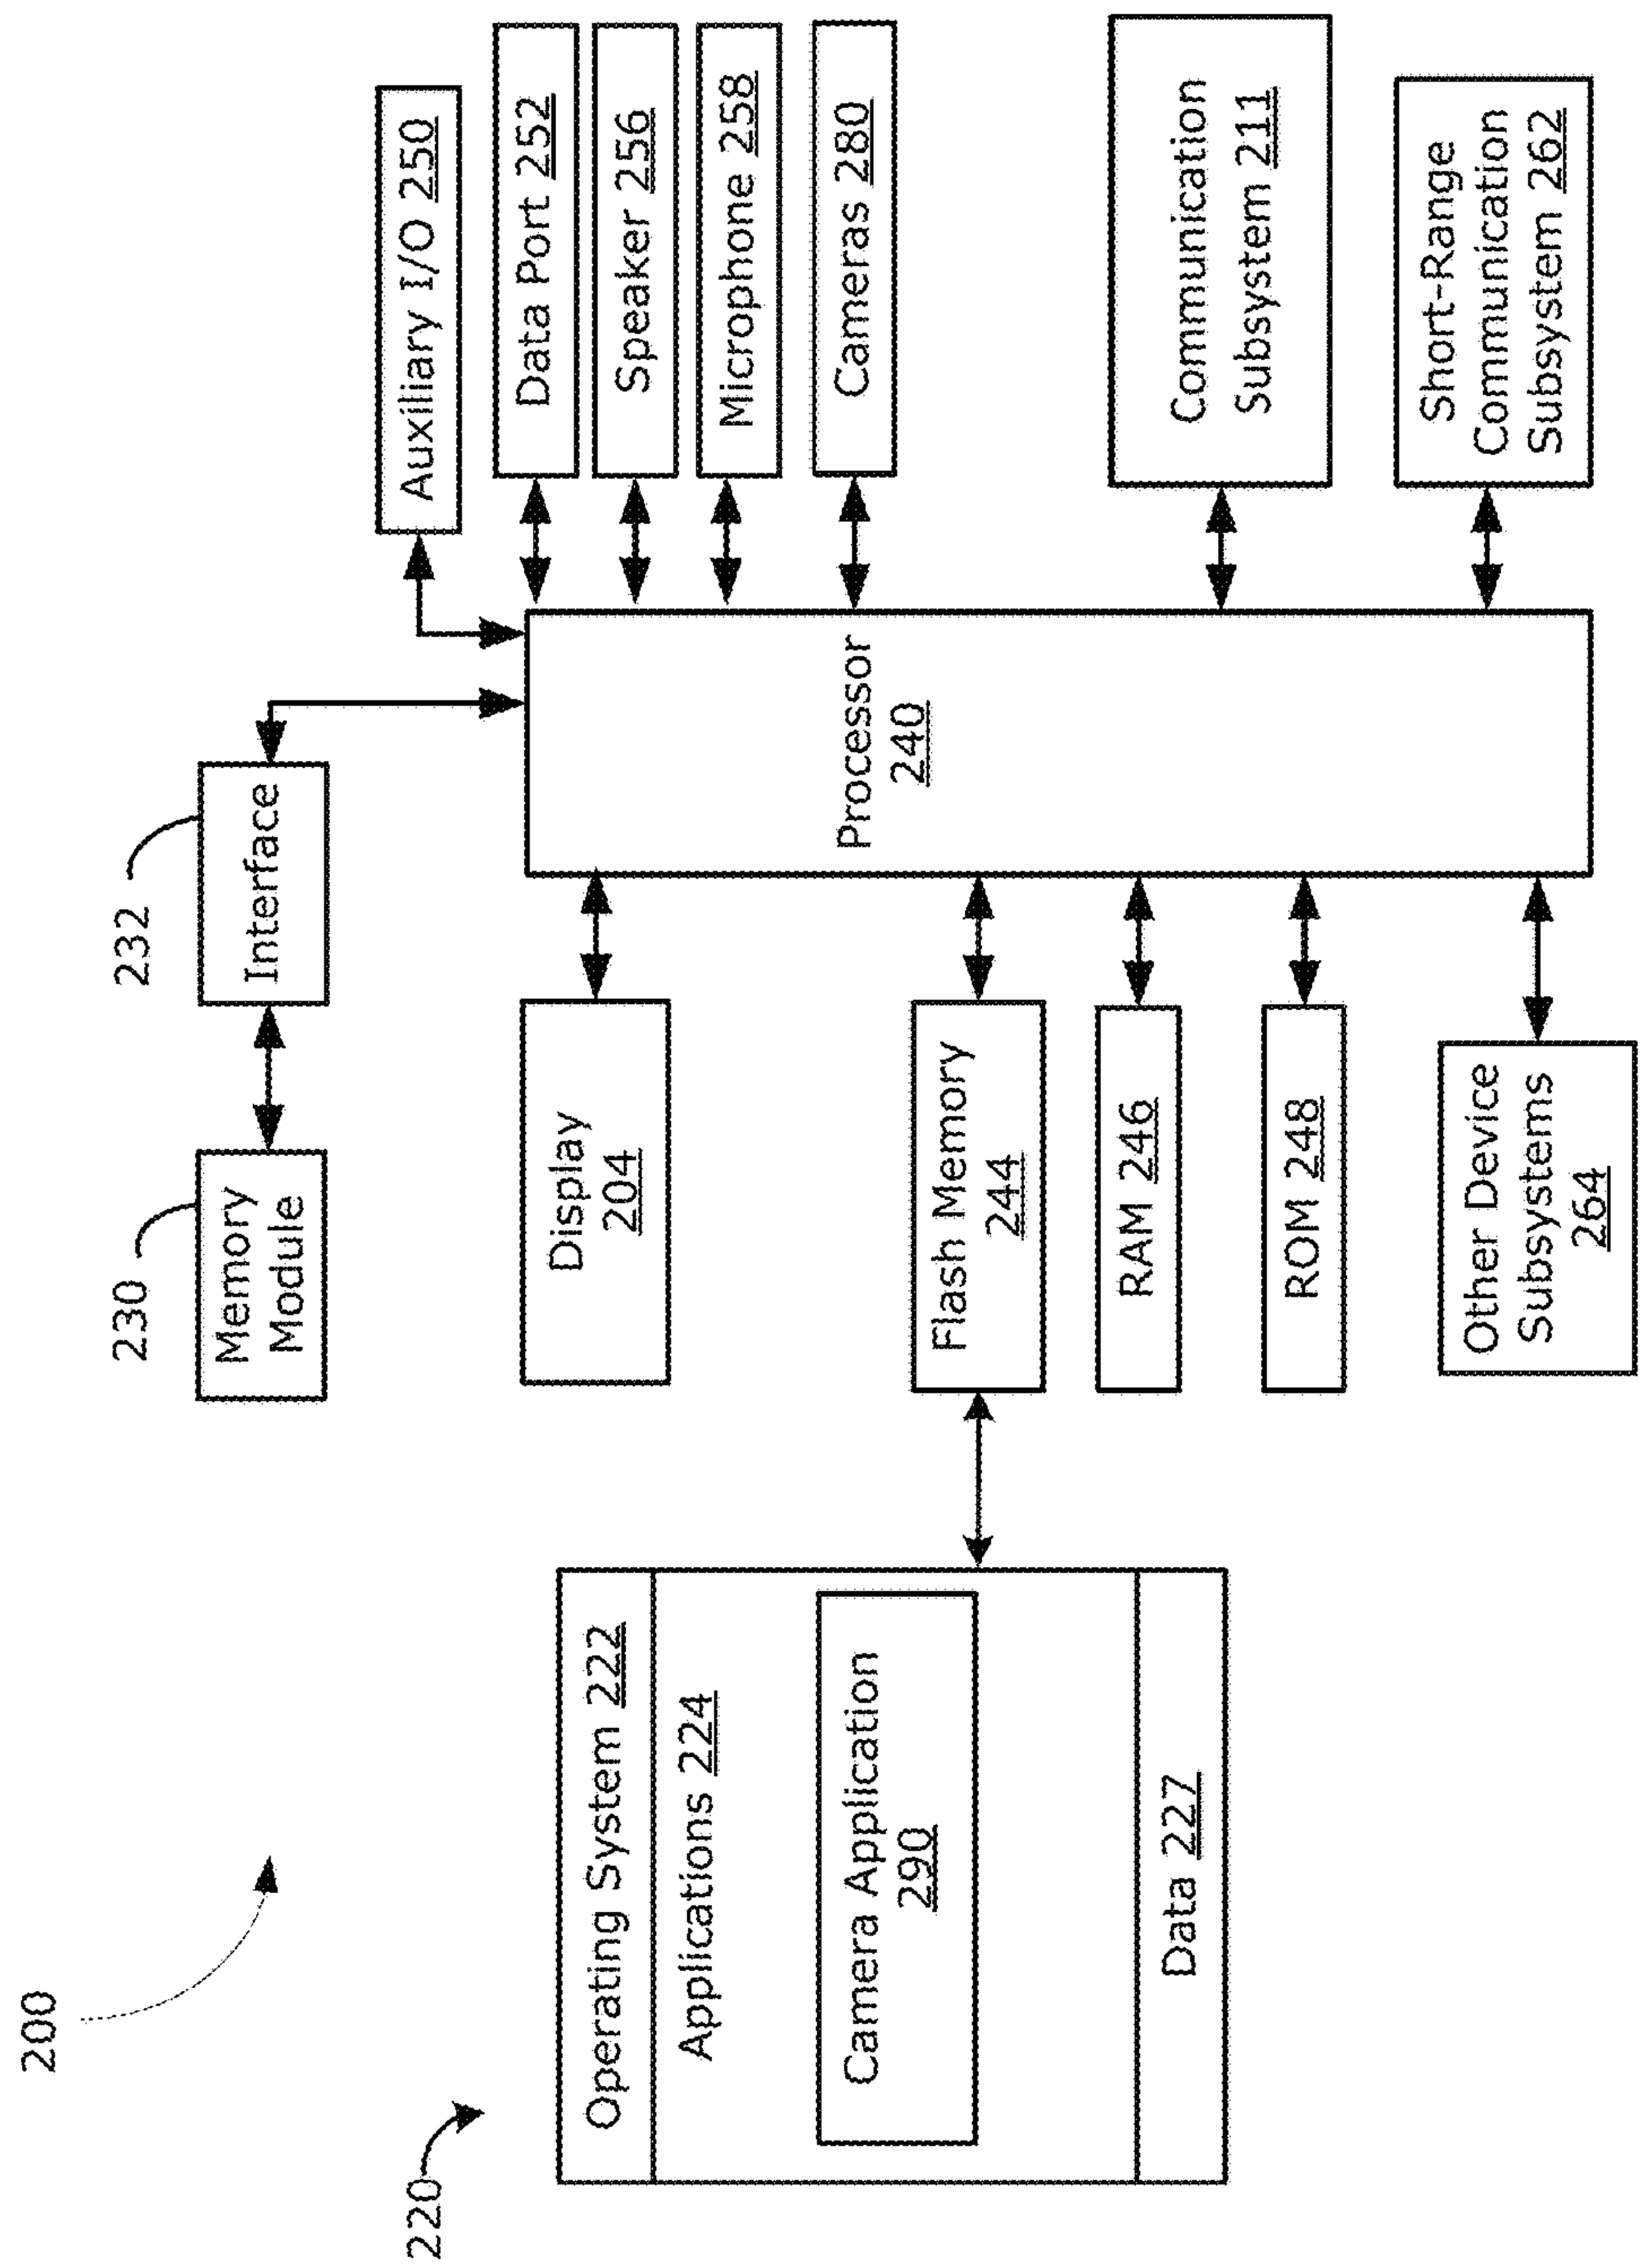 200
220
230
Memory
Module
232
Interface
Auxiliary I/O 250
Data Port 252
Speaker 256
Microphone 258
Cameras 280
Communication
Subsystem 211
Short-Range
Communication
Subsystem 262
Processor
240
Display
204
Flash Memory
244
RAM 246
ROM 248
Other Device
Subsystems
264
Operating System 222
Applications 224
Camera Application
290
Data 227